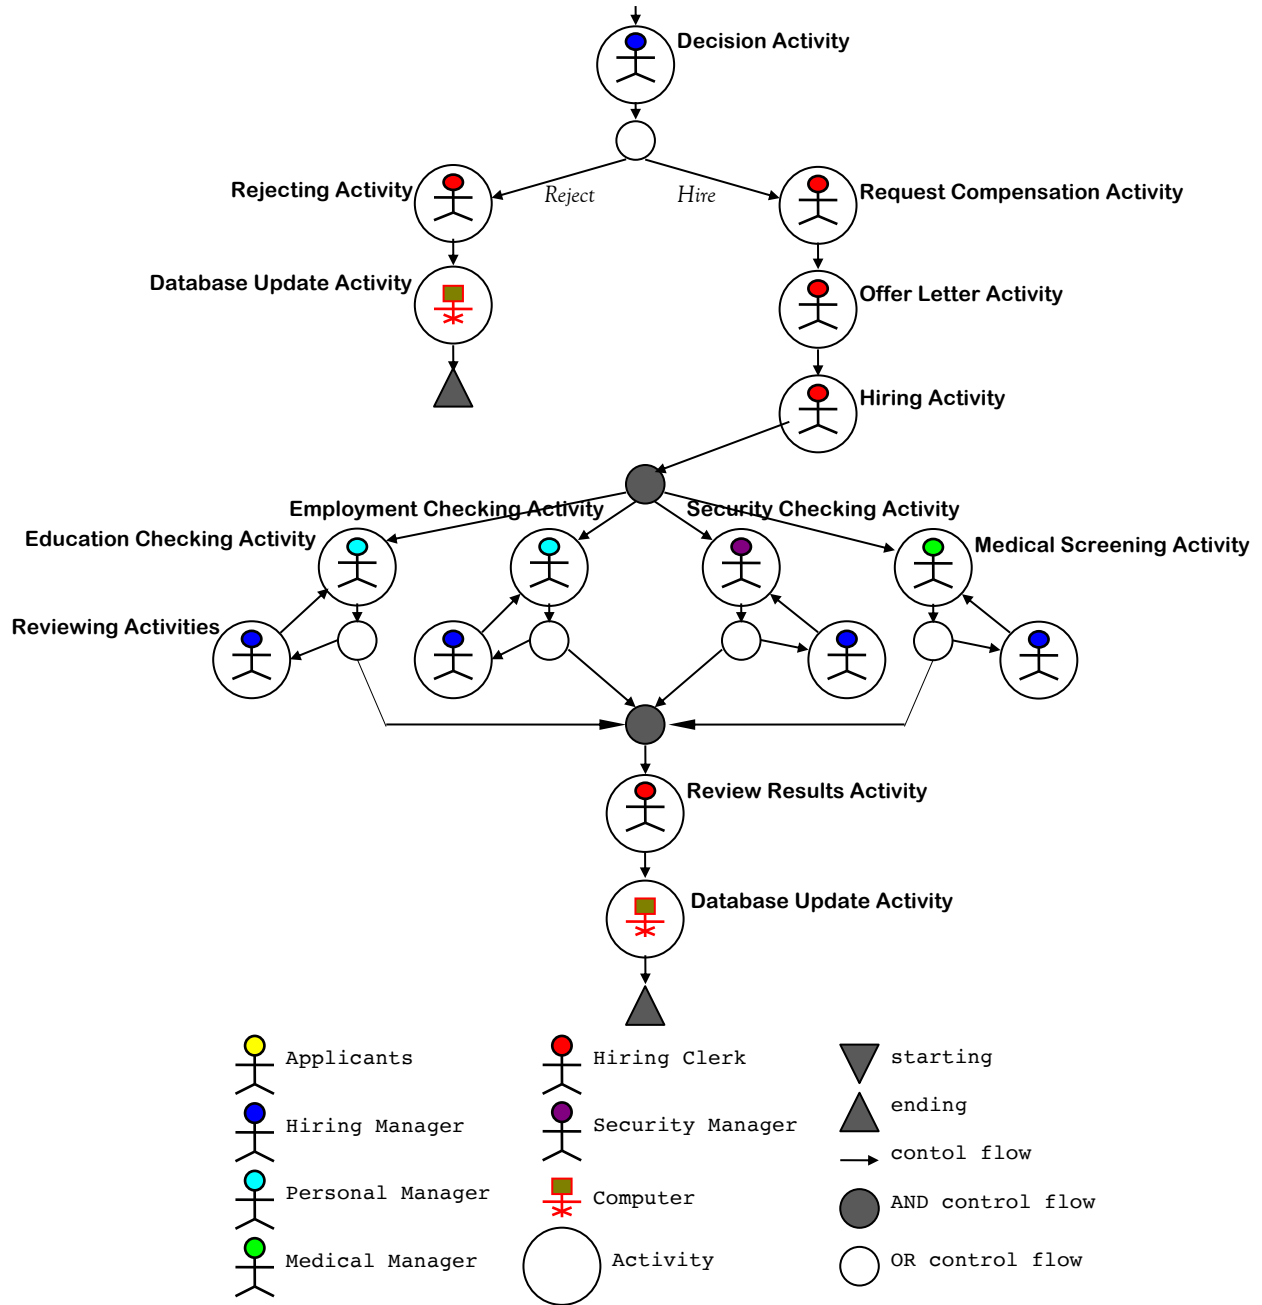 Decision Activity
Rejecting Activity
Reject
Hire
Request Compensation Activity
Database Update Activity
Offer Letter Activity
Hiring Activity
Employment Checking Activity
Security Checking Activity
Education Checking Activity
Medical Screening Activity
Reviewing Activities
Review Results Activity
Database Update Activity
Applicants
Hiring Clerk
starting
ending
Hiring Manager
Security Manager
contol flow
Personal Manager
Computer
AND control flow
Medical Manager
Activity
OR control flow